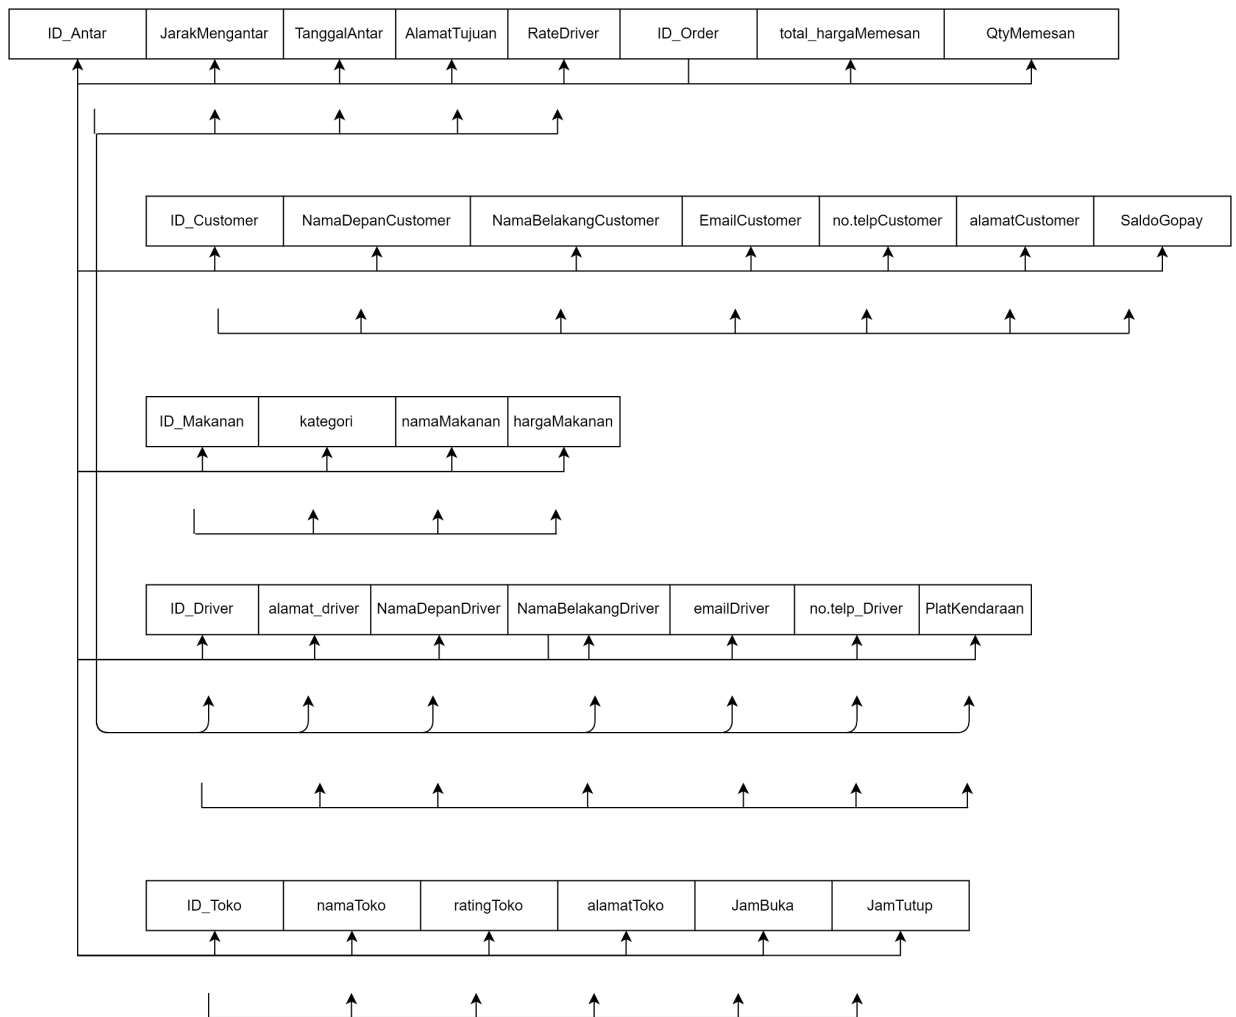 ID_Antar JarakMengantar TanggalAntar AlamatTujuan RateDriver ID_Order total_hargaMemesan QtyMemesan
ID_Customer NamaDepanCustomer NamaBelakangCustomer EmailCustomer no.telpCustomer alamatCustomer SaldoGopay
ID_Makanan kategori namaMakanan hargaMakanan
ID_Driver alamat_driver NamaDepanDriver NamaBelakangDriver emailDriver no.telp_Driver PlatKendaraan
ID_Toko namaToko ratingToko alamatToko JamBuka JamTutup